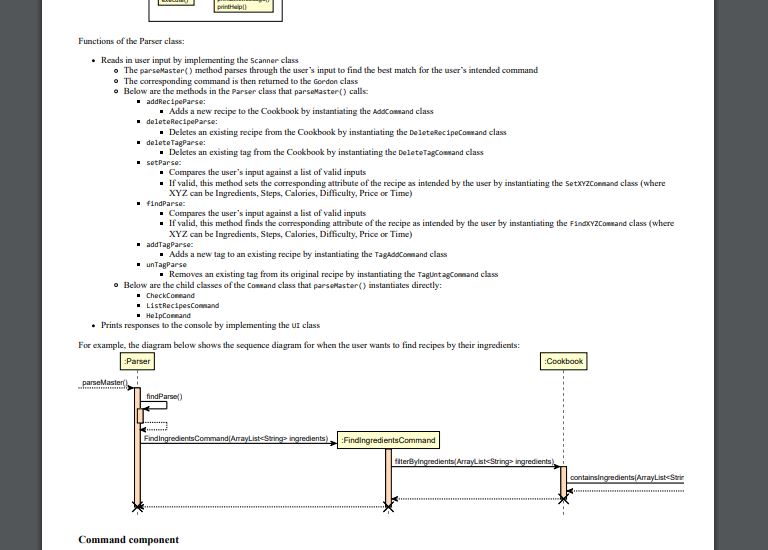 printHelp()
Functions of the Parser class:
Reads in user input by implementing the Scanner class
The parseMaster() method parses through the user's input to find the best match for the user's intended command
The corresponding command is then returned to the Gordon class
Below are the methods in the Parser class that parseMaster() calls:
addRecipeParse:
Adds a new recipe to the Cookbook by instantiating the AddCommand class
deleteRecipeParse:
Deletes an existing recipe from the Cookbook by instantiating the DeleteRecipeCommand class
deleteTagParse:
Deletes an existing tag from the Cookbook by instantiating the DeleteTagCommand class
setParse:
Compares the user's input against a list of valid inputs
If valid, this method sets the corresponding attribute of the recipe as intended by the user by instantiating the SetXYZCommand class (where
XYZ can be Ingredients, Steps, Calories, Difficulty, Price or Time)
findParse:
Compares the user's input against a list of valid inputs
If valid, this method finds the corresponding attribute of the recipe as intended by the user by instantiating the FindXYZCommand class (where
XYZ can be Ingredients, Steps, Calories, Difficulty, Price or Time)
addTagParse:
Adds a new tag to an existing recipe by instantiating the TagAddCommand class
unTagParse
Removes an existing tag from its original recipe by instantiating the TagUntagCommand class
Below are the child classes of the Command class that parseMaster() instantiates directly:
CheckCommand
ListRecipesCommand
HelpCommand
Prints responses to the console by implementing the UI class
For example, the diagram below shows the sequence diagram for when the user wants to find recipes by their ingredients:
:Parser
:Cookbook
parseMaster()
findParse()
FindIngredientsCommand(ArrayList<String> ingredients)
:FindIngredientsCommand
filterByIngredients(ArrayList<String> ingredients)
containsIngredients(ArrayList<Strin
Command component